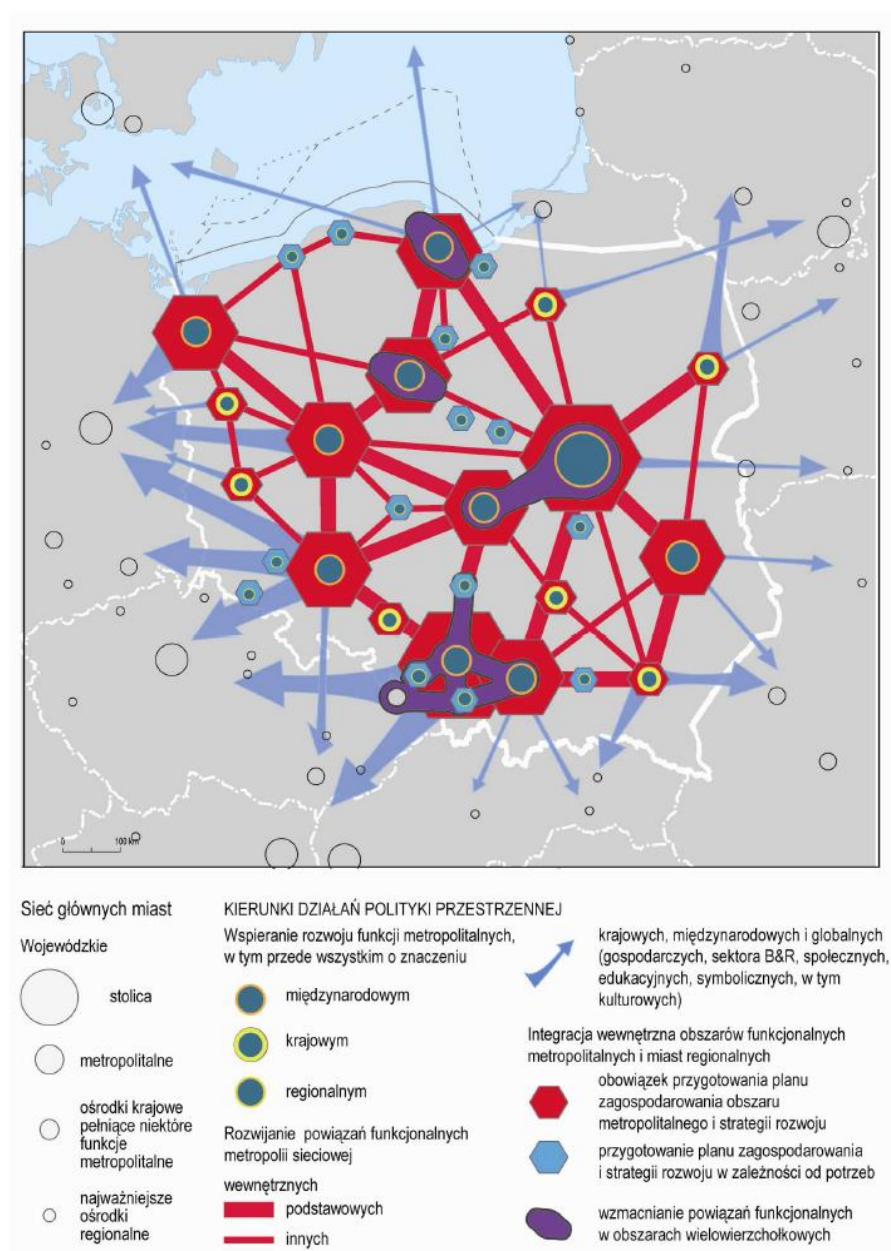 0
100 km
Sieć głównych miast
Wojewódzkie
stolica
metropolitalne
ośrodki krajowe
pełniące niektóre
funkcje
metropolitalne
najważniejsze
ośrodki
regionalne
KIERUNKI DZIAŁAŃ POLITYKI PRZESTRZENNEJ
Wspieranie rozwoju funkcji metropolitalnych,
w tym przede wszystkim o znaczeniu
międzynarodowym
krajowym
regionalnym
Rozwijanie powiązań funkcjonalnych
metropolii sieciowej
wewnętrznych
podstawowych
innych
krajowych, międzynarodowych i globalnych
(gospodarczych, sektora B&R, społecznych,
edukacyjnych, symbolicznych, w tym
kulturowych)
Integracja wewnętrzna obszarów funkcjonalnych
metropolitalnych i miast regionalnych
obowiązek przygotowania planu
zagospodarowania obszaru
metropolitalnego i strategii rozwoju
przygotowanie planu zagospodarowania
i strategii rozwoju w zależności od potrzeb
wzmacnianie powiązań funkcjonalnych
w obszarach wielowierzchołkowych